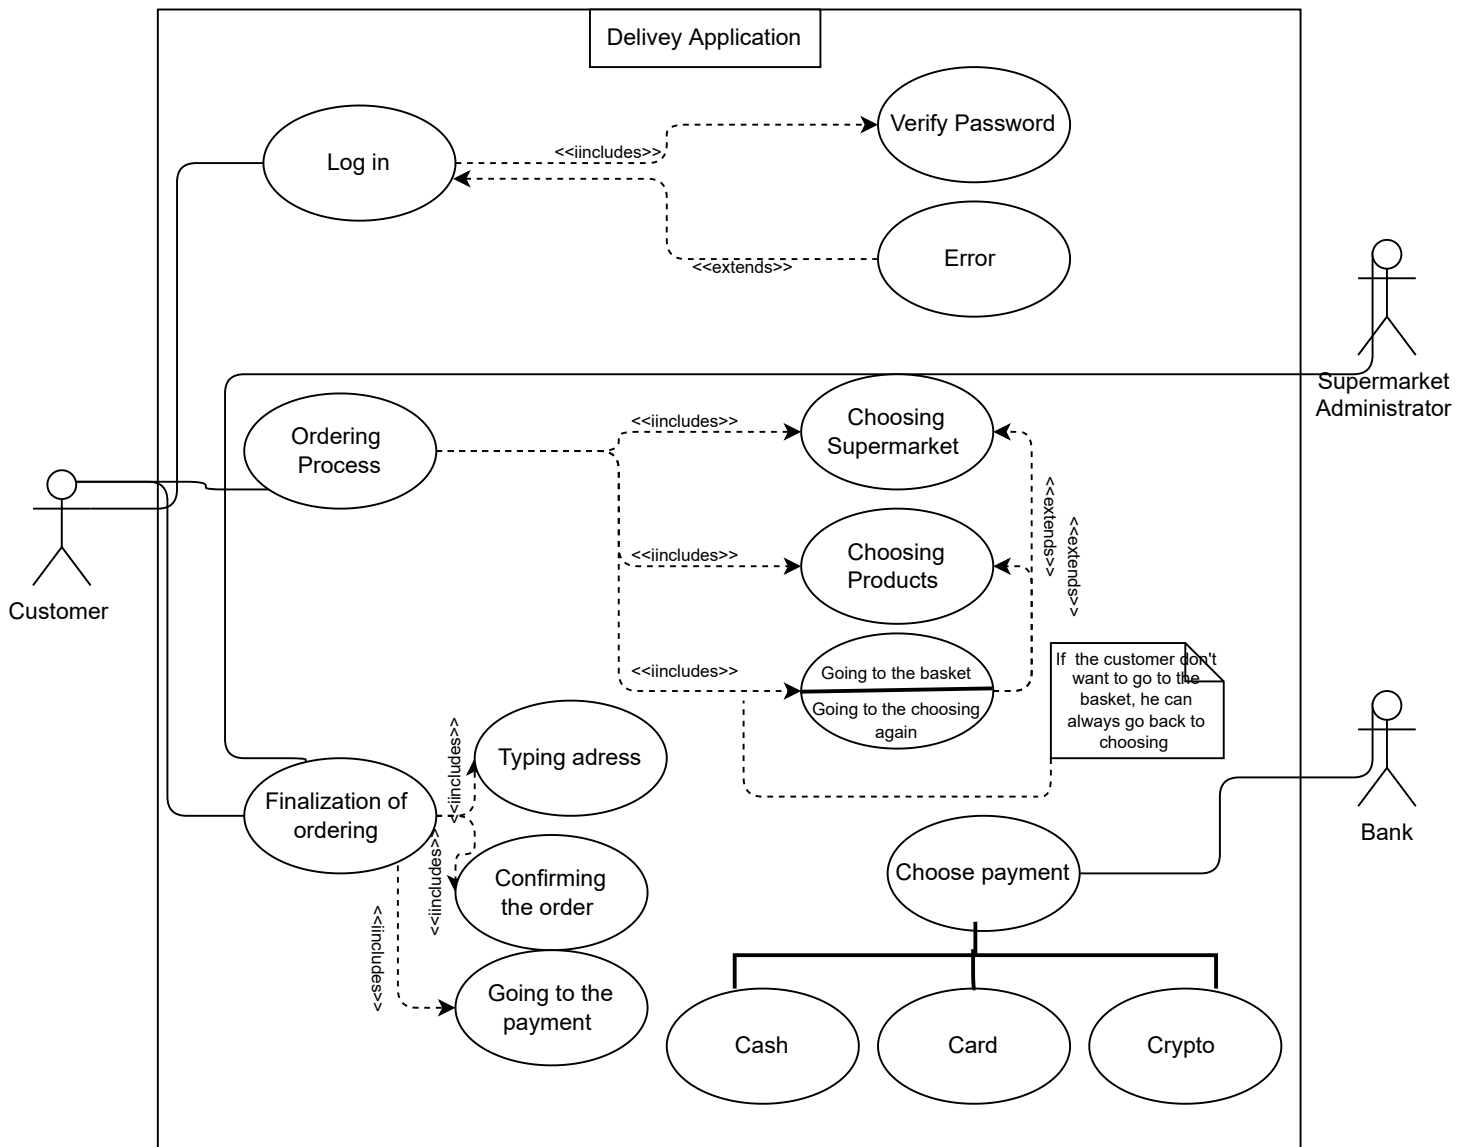 Delivey Application
Verify Password
Log in
<<iincludes>>
Error
<<extends>>
Supermarket
Administrator
Choosing
Supermarket
<<iincludes>>
Ordering
Process
<<extends>>
<<extends>>
Choosing
Products
<<iincludes>>
Customer
If  the customer don't
want to go to the
basket, he can
always go back to
choosing
<<iincludes>>
Going to the basket
Going to the choosing
again
Typing adress
<<iincludes>>
Finalization of
ordering
Bank
<<iincludes>>
Confirming
the order
Choose payment
<<iincludes>>
Going to the
payment
Cash
Card
Crypto